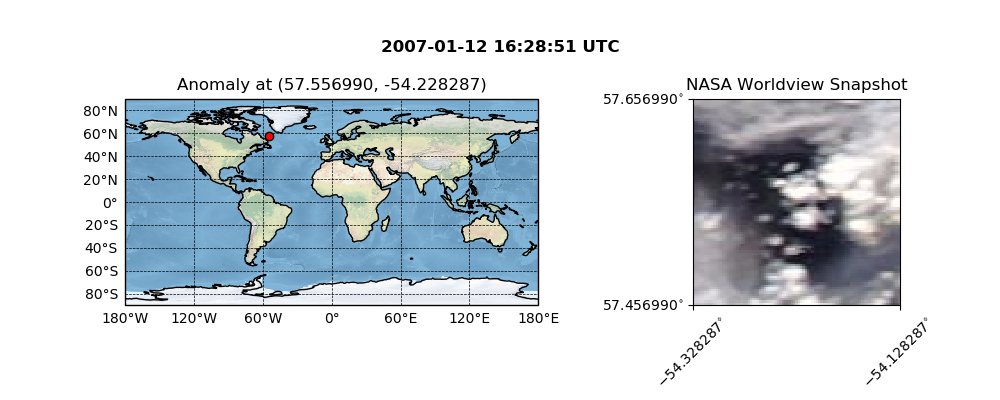 2007-01-12 16:28:51 UTC
Anomaly at (57.556990, -54.228287)
80°N
60°N
40°N
20°N
0°
20°S
40°S
60°S
80°S
180°W 120°W 60°W 0° 60°E 120°E 180°E
NASA Worldview Snapshot
57.656990°
57.456990°
−54.328287°
−54.128287°